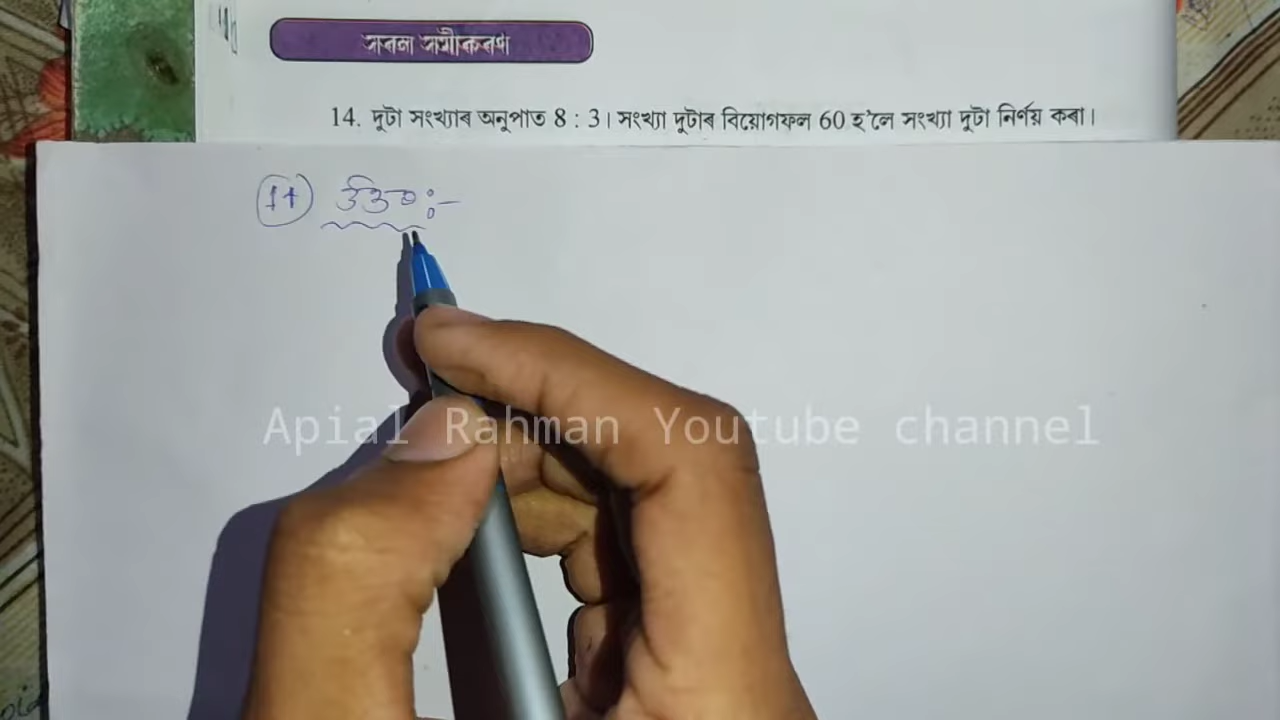 সৰল সমীকৰণ
14. দুটা সংখ্যাৰ অনুপাত 8 : 3। সংখ্যা দুটাৰ বিয়োগফল 60 হ'লে সংখ্যা দুটা নিৰ্ণয় কৰা।
14 উত্তৰ :-
Apial Rahman Youtube channel